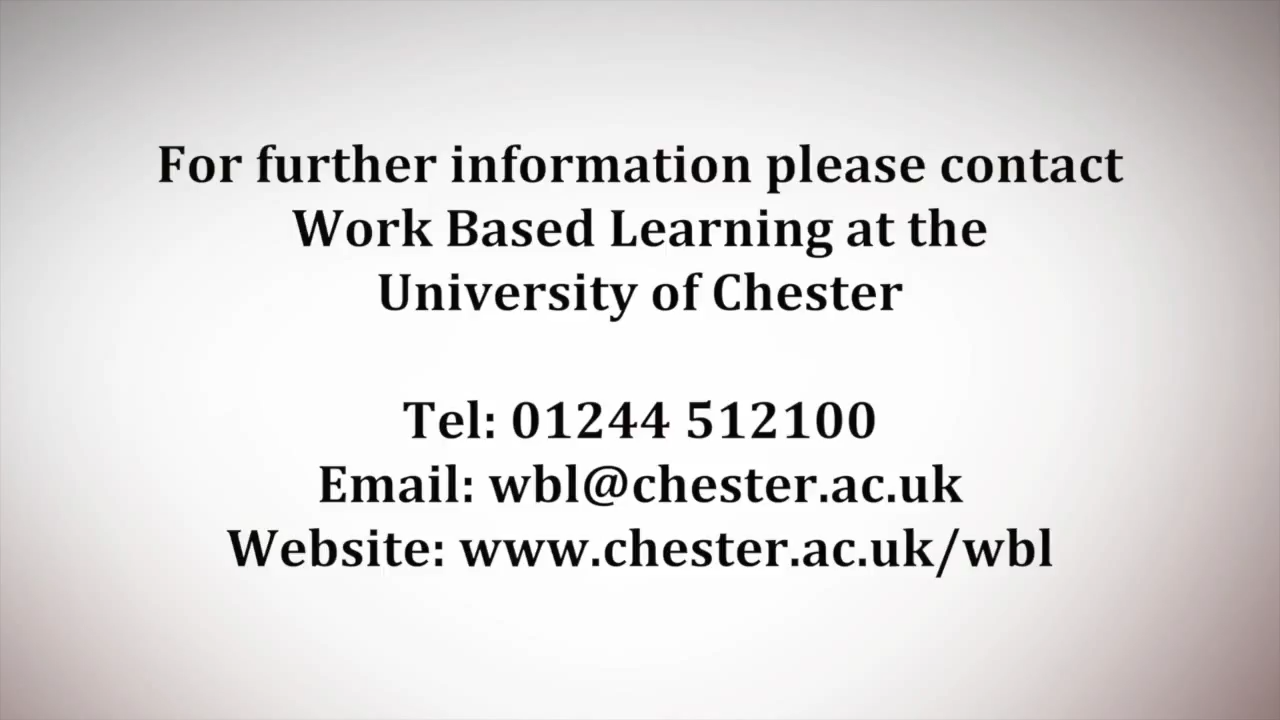 For further information please contact
Work Based Learning at the
University of Chester
Tel: 01244 512100
Email: wbl@chester.ac.uk
Website: www.chester.ac.uk/wbl